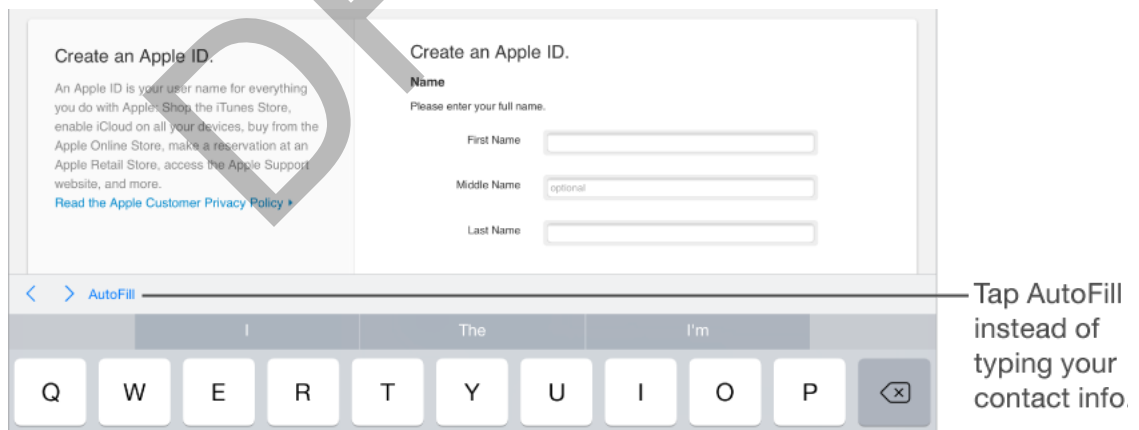 Create an Apple ID.
An Apple ID is your user name for everything
you do with Apple: Shop the iTunes Store,
enable iCloud on all your devices, buy from the
Apple Online Store, make a reservation at an
Apple Retail Store, access the Apple Support
website, and more.
Read the Apple Customer Privacy Policy
Create an Apple ID.
Name
Please enter your full name.
First Name
Middle Name optional
Last Name
AutoFill
Tap AutoFill
instead of
typing your
contact info.
I The I'm
Q W E R T Y U I O P